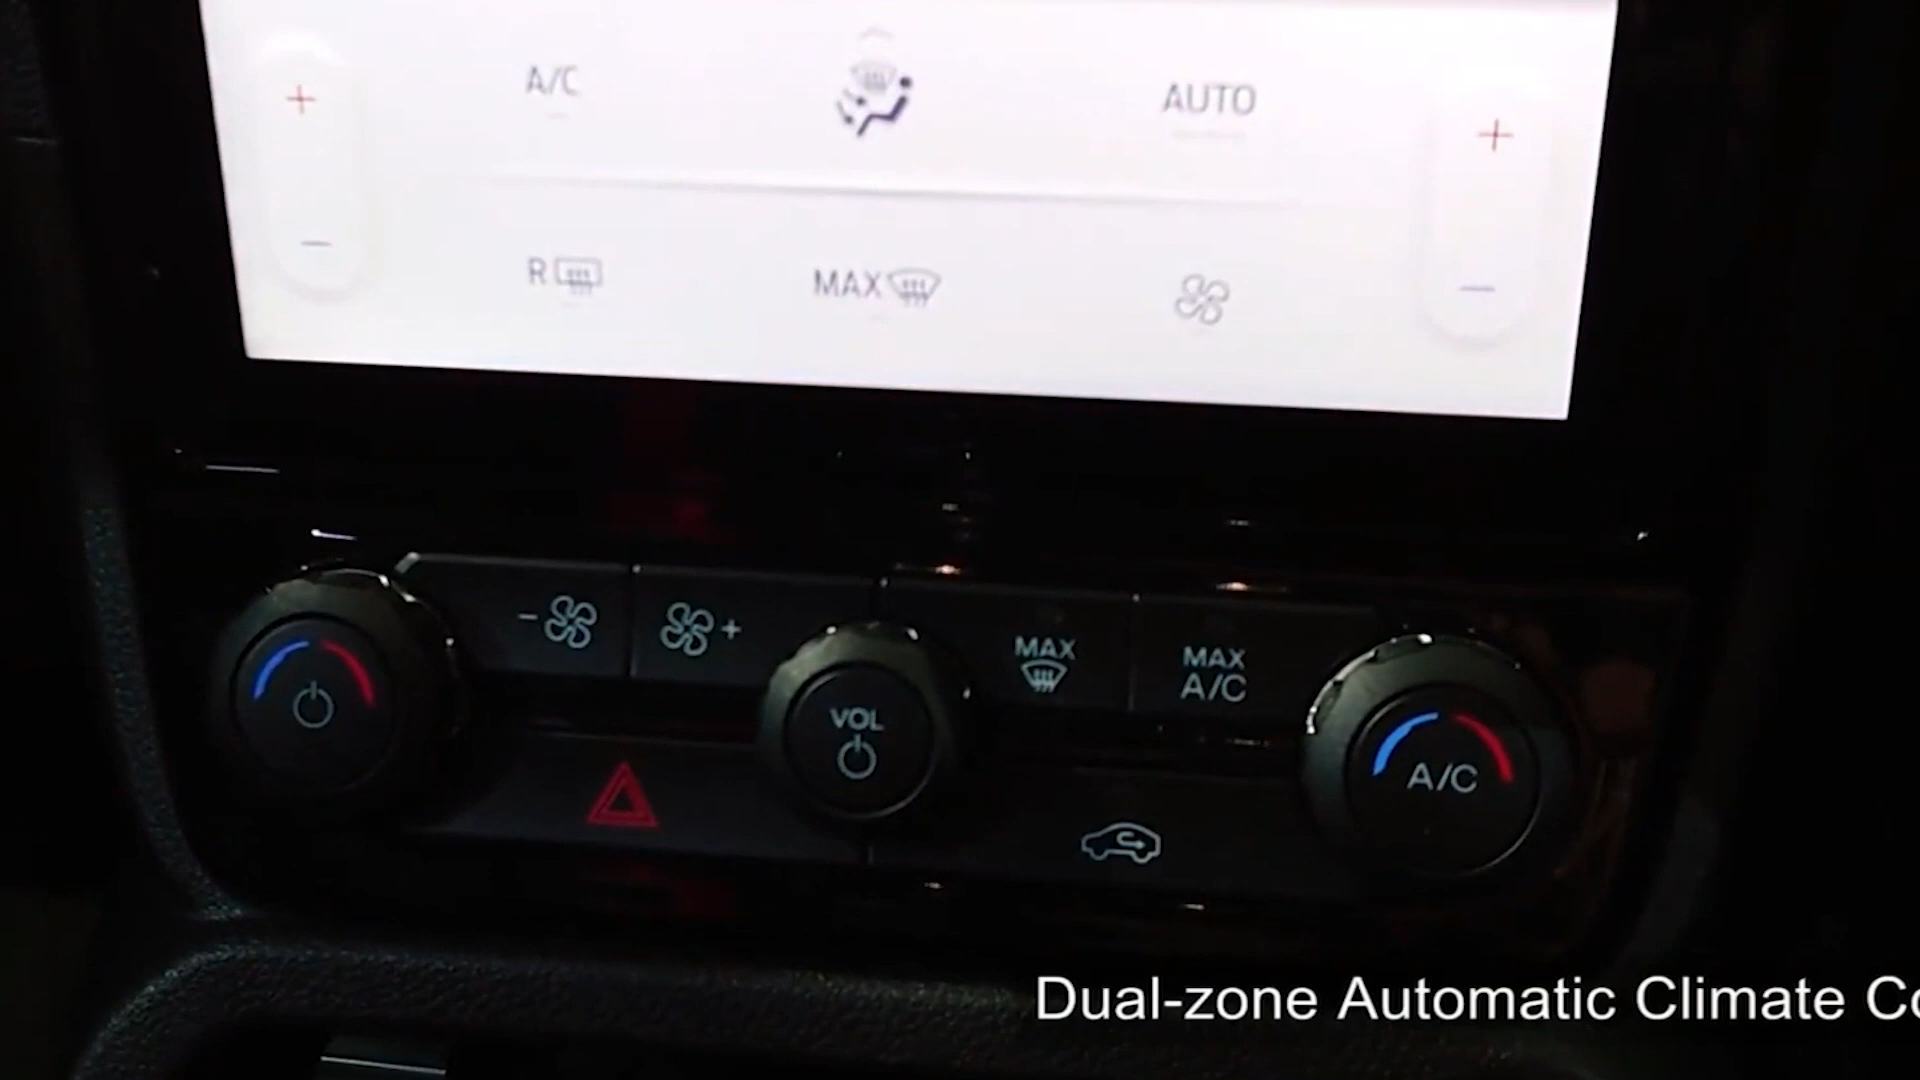 + A/C AUTO +
− R MAX −
− + MAX MAX
A/C
VOL
A/C
Dual-zone Automatic Climate Co